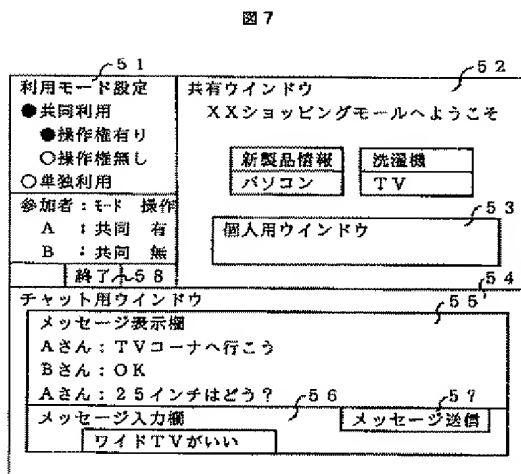 図7
51
利用モード設定
●共同利用
●操作権有り
○操作権無し
○単独利用
参加者：モード 操作
A ：共同 有
B ：共同 無
終了 58
52
共有ウインドウ
XXショッピングモールへようこそ
新製品情報 洗濯機
パソコン TV
53
個人用ウインドウ
54
チャット用ウインドウ
55
メッセージ表示欄
Aさん：TVコーナへ行こう
Bさん：OK
Aさん：25インチはどう？
56 57
メッセージ入力欄 メッセージ送信
ワイドTVがいい